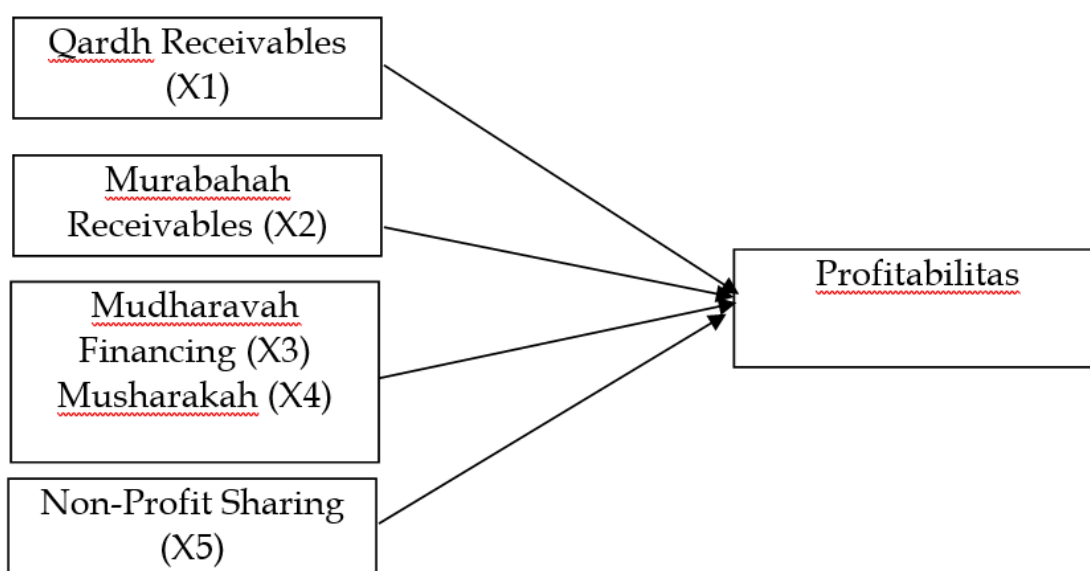 Qardh Receivables
(X1)
Murabahah
Receivables (X2)
Mudharavah
Financing (X3)
Musharakah (X4)
Non-Profit Sharing
(X5)
Profitabilitas